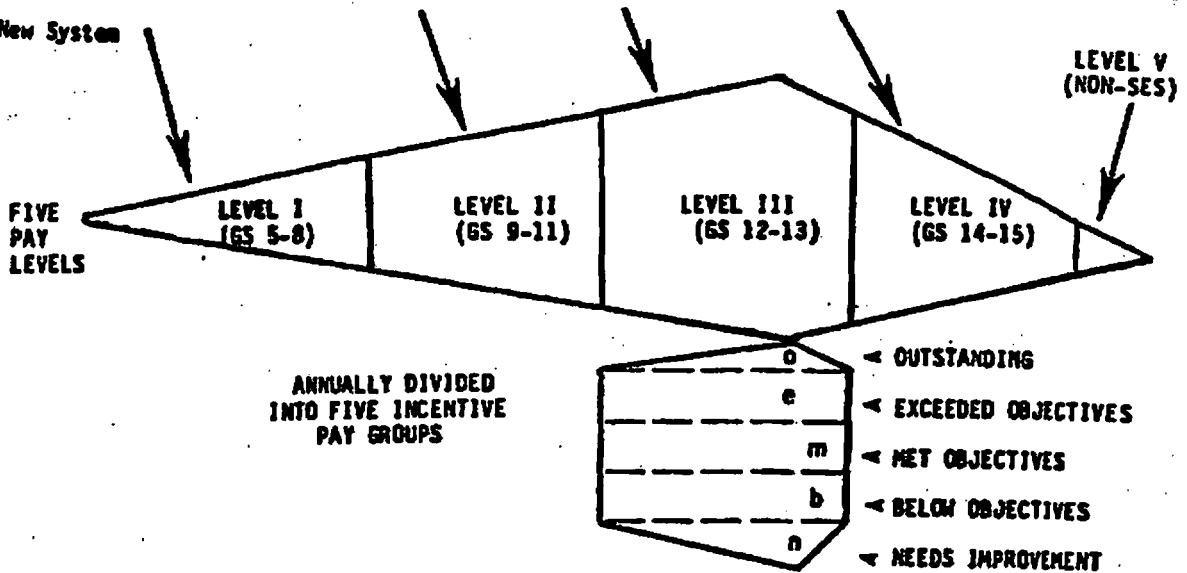 New System
LEVEL V
(NON-SES)
FIVE
PAY
LEVELS
LEVEL I
(GS 5-8)
LEVEL II
(GS 9-11)
LEVEL III
(GS 12-13)
LEVEL IV
(GS 14-15)
ANNUALLY DIVIDED
INTO FIVE INCENTIVE
PAY GROUPS
o
OUTSTANDING
e
EXCEEDED OBJECTIVES
m
MET OBJECTIVES
b
BELOW OBJECTIVES
n
NEEDS IMPROVEMENT